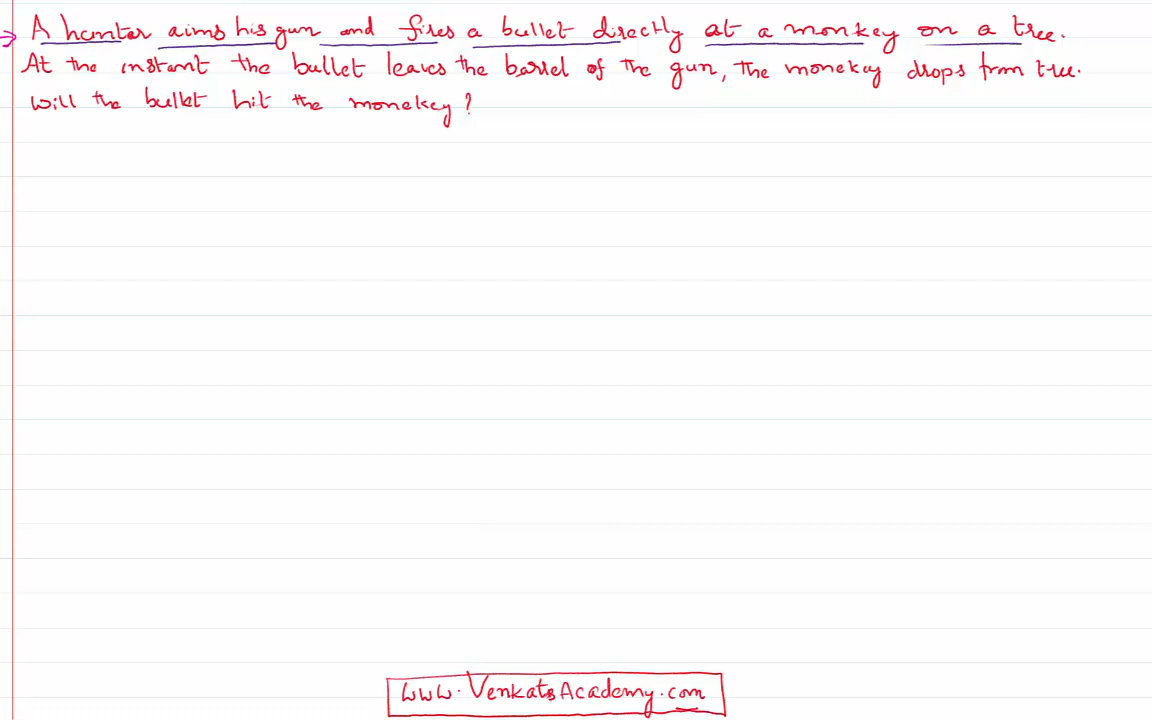 A hunter aims his gun and fires a bullet directly at a monkey on a tree.
At the instant the bullet leaves the barrel of the gun, the monekey drops from tree.
will the bullet hit the monekey?
www.VenkatsAcademy.com